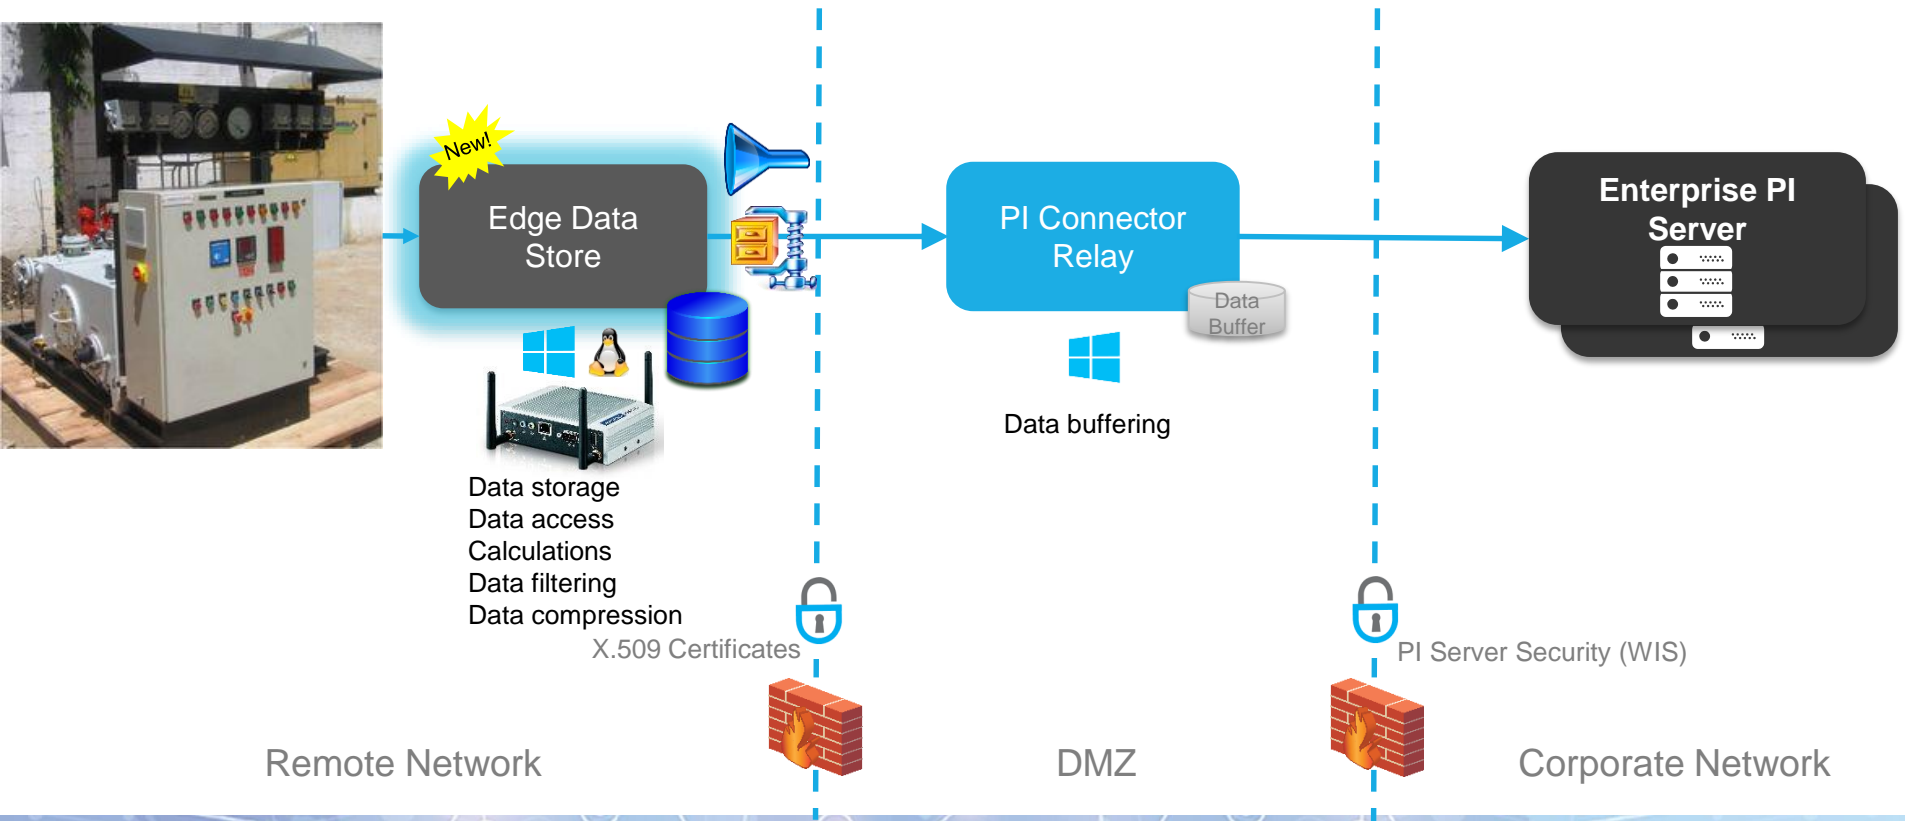 New!
Edge Data
Store
PI Connector
Relay
Data
Buffer
Enterprise PI
Server
Data buffering
Data storage
Data access
Calculations
Data filtering
Data compression
X.509 Certificates
PI Server Security (WIS)
Remote Network
DMZ
Corporate Network